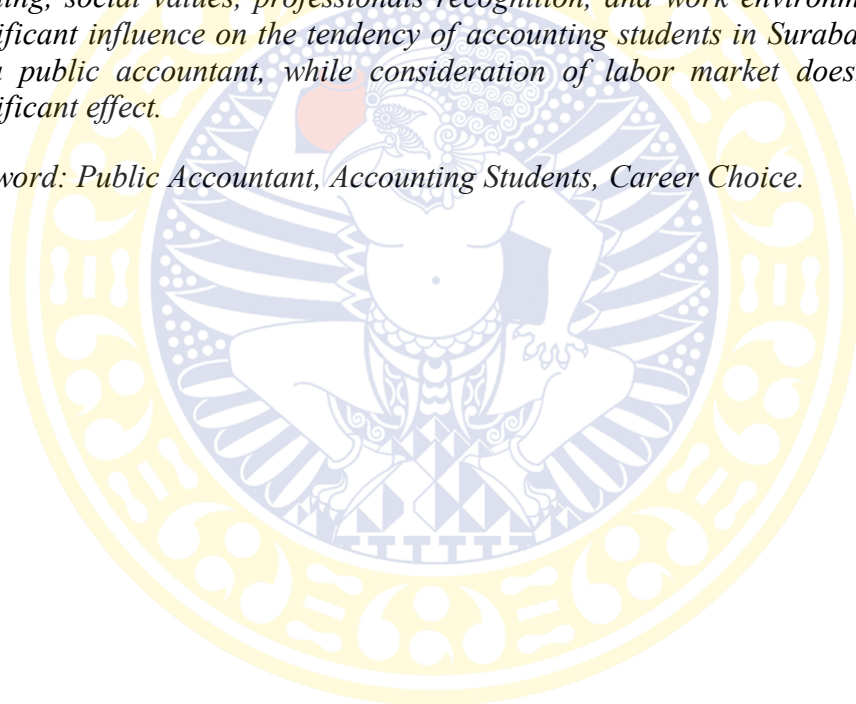 ning, social values, professionals recognition, and work environm
ificant influence on the tendency of accounting students in Suraba
a public accountant, while consideration of labor market does
ificant effect.
word: Public Accountant, Accounting Students, Career Choice.